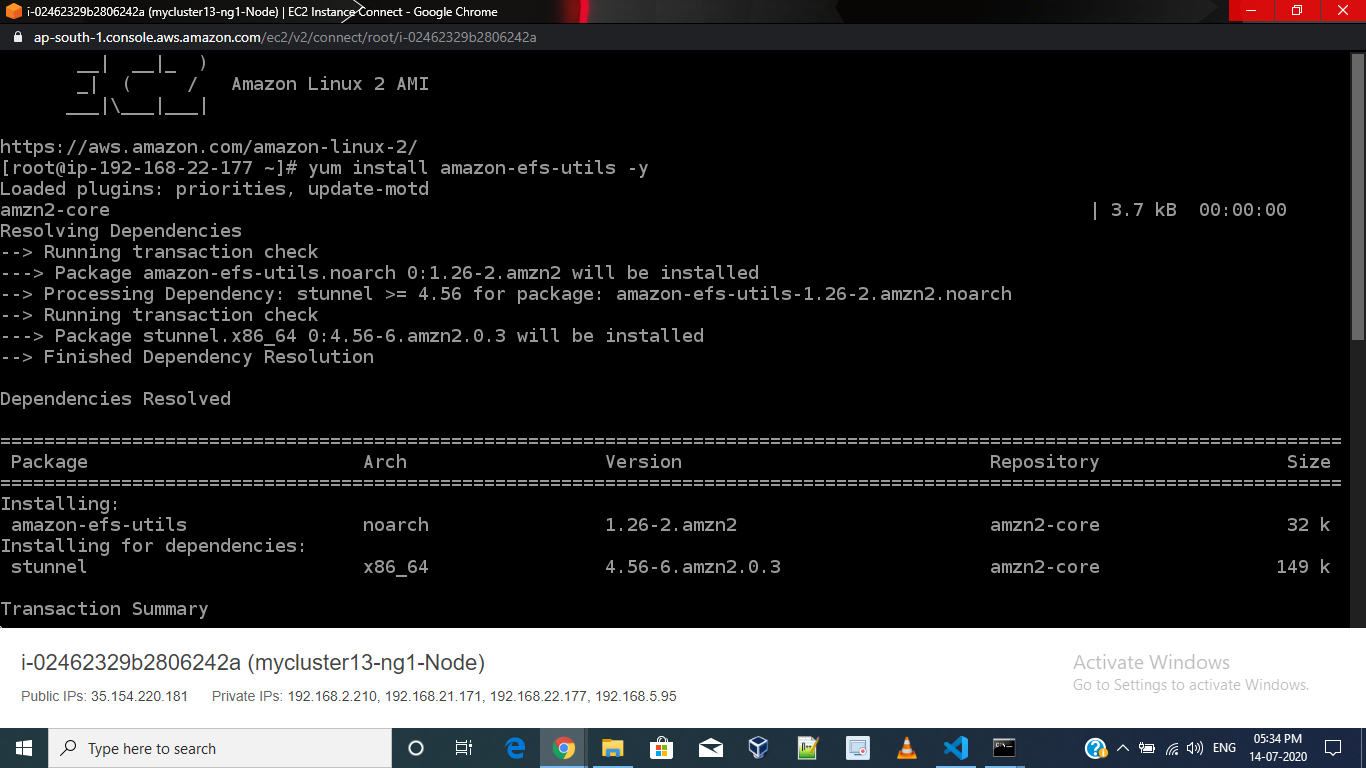 i-02462329b2806242a (mycluster13-ng1-Node) | EC2 Instance Connect - Google Chrome
ap-south-1.console.aws.amazon.com/ec2/v2/connect/root/i-02462329b2806242a
__|  __|_  )
_|  (     /   Amazon Linux 2 AMI
___|\___|___|
https://aws.amazon.com/amazon-linux-2/
[root@ip-192-168-22-177 ~]# yum install amazon-efs-utils -y
Loaded plugins: priorities, update-motd
amzn2-core | 3.7 kB 00:00:00
Resolving Dependencies
--> Running transaction check
---> Package amazon-efs-utils.noarch 0:1.26-2.amzn2 will be installed
--> Processing Dependency: stunnel >= 4.56 for package: amazon-efs-utils-1.26-2.amzn2.noarch
--> Running transaction check
---> Package stunnel.x86_64 0:4.56-6.amzn2.0.3 will be installed
--> Finished Dependency Resolution
Dependencies Resolved
Package Arch Version Repository Size
Installing:
amazon-efs-utils noarch 1.26-2.amzn2 amzn2-core 32 k
Installing for dependencies:
stunnel x86_64 4.56-6.amzn2.0.3 amzn2-core 149 k
Transaction Summary
i-02462329b2806242a (mycluster13-ng1-Node)
Public IPs: 35.154.220.181 Private IPs: 192.168.2.210, 192.168.21.171, 192.168.22.177, 192.168.5.95
Activate Windows
Go to Settings to activate Windows.
Type here to search
ENG
05:34 PM
14-07-2020